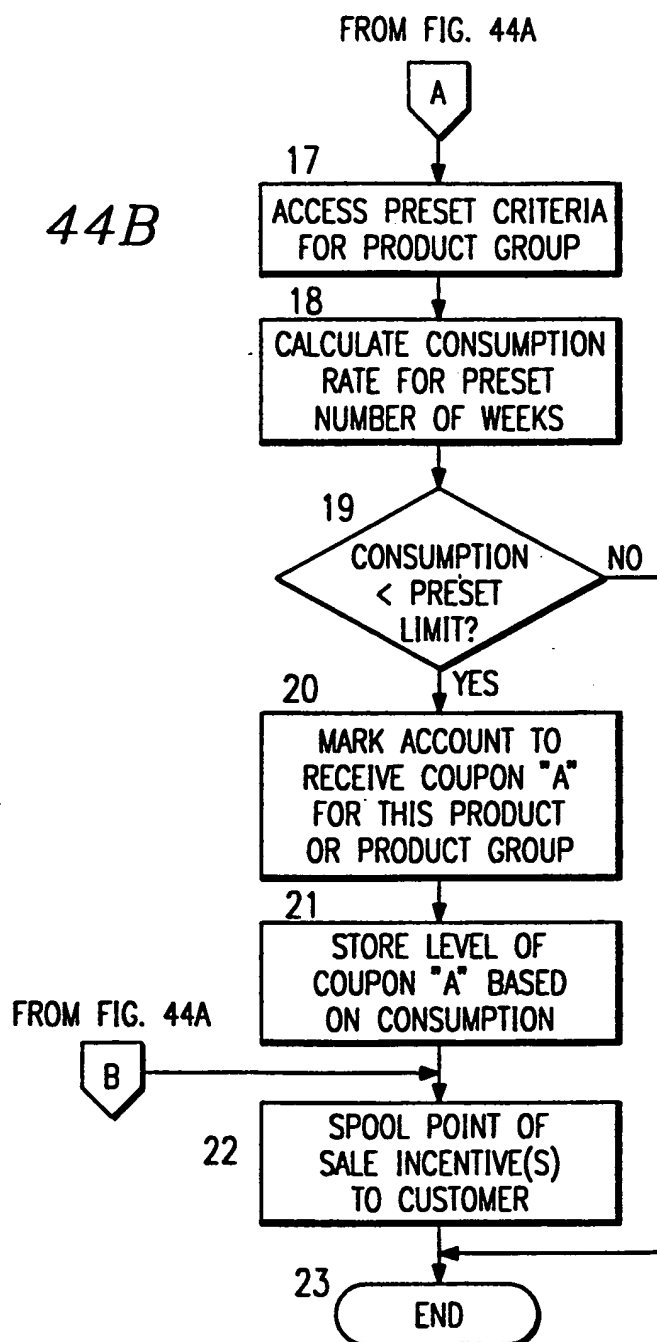 FROM FIG. 44A
A
44B
17
ACCESS PRESET CRITERIA
FOR PRODUCT GROUP
18
CALCULATE CONSUMPTION
RATE FOR PRESET
NUMBER OF WEEKS
19
CONSUMPTION
< PRESET
LIMIT?
NO
YES
20
MARK ACCOUNT TO
RECEIVE COUPON "A"
FOR THIS PRODUCT
OR PRODUCT GROUP
21
STORE LEVEL OF
COUPON "A" BASED
ON CONSUMPTION
FROM FIG. 44A
B
22
SPOOL POINT OF
SALE INCENTIVE(S)
TO CUSTOMER
23
END